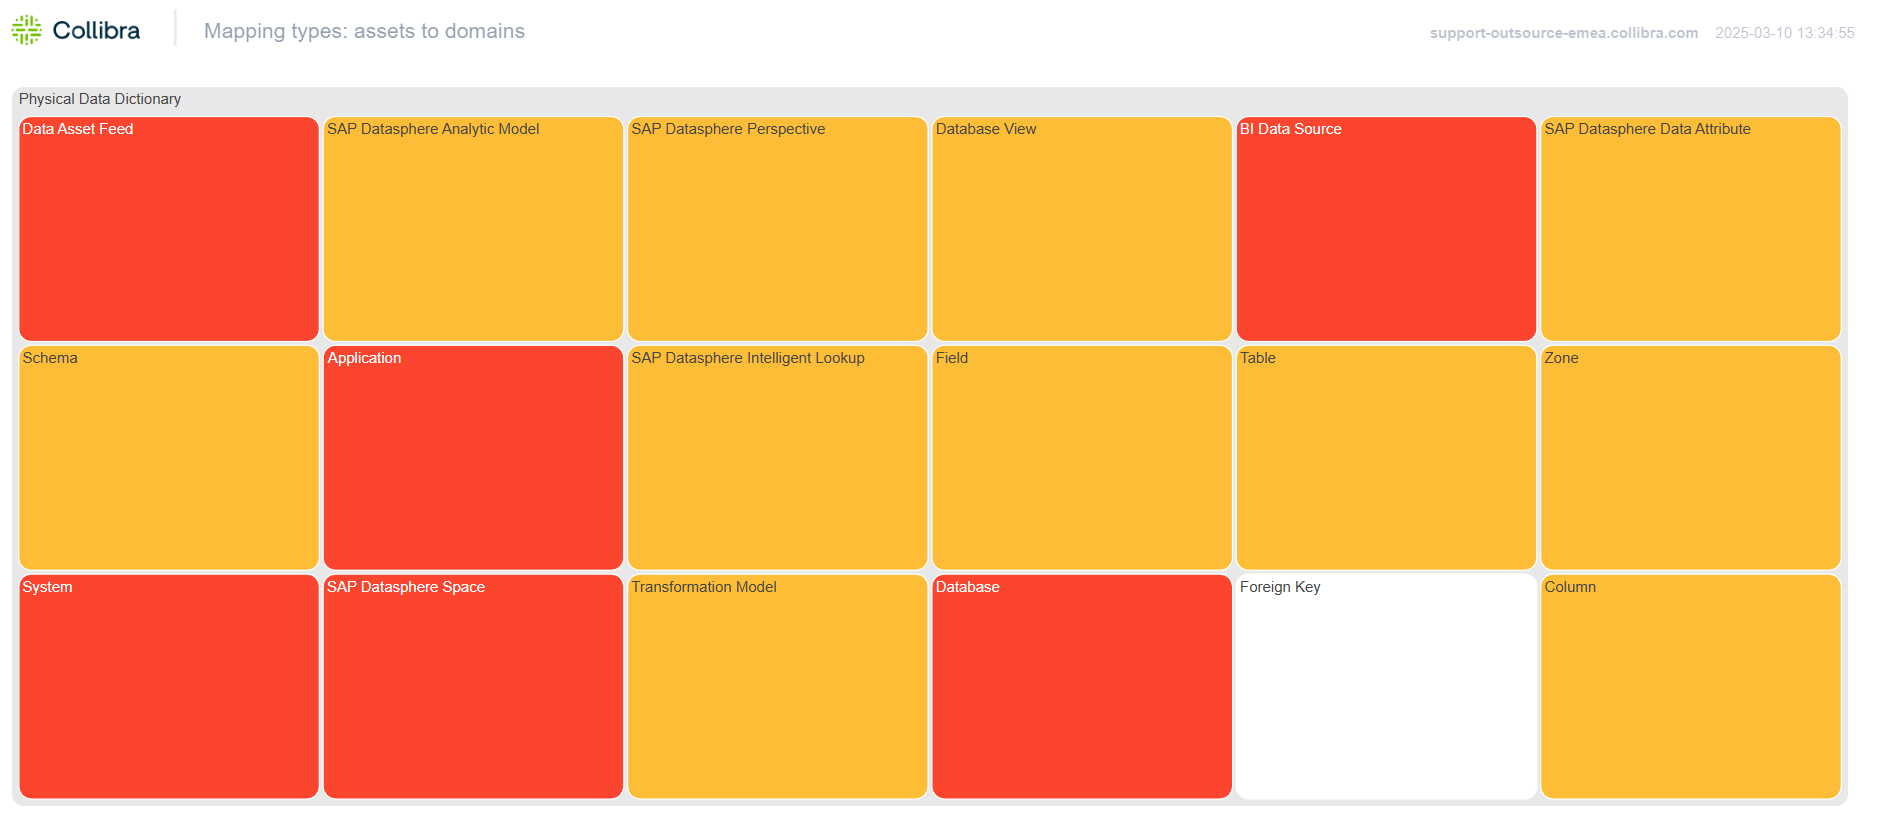 Collibra
Mapping types: assets to domains
support-outsource-emea.collibra.com 2025-03-10 13:34:55
Physical Data Dictionary
Data Asset Feed
SAP Datasphere Analytic Model
SAP Datasphere Perspective
Database View
BI Data Source
SAP Datasphere Data Attribute
Schema
Application
SAP Datasphere Intelligent Lookup
Field
Table
Zone
System
SAP Datasphere Space
Transformation Model
Database
Foreign Key
Column